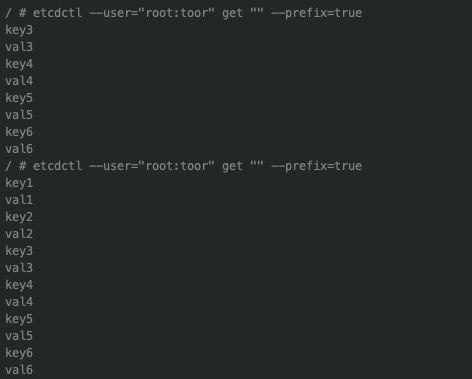 / # etcdctl --user="root:toor" get "" --prefix=true
key3
val3
key4
val4
key5
val5
key6
val6
/ # etcdctl --user="root:toor" get "" --prefix=true
key1
val1
key2
val2
key3
val3
key4
val4
key5
val5
key6
val6